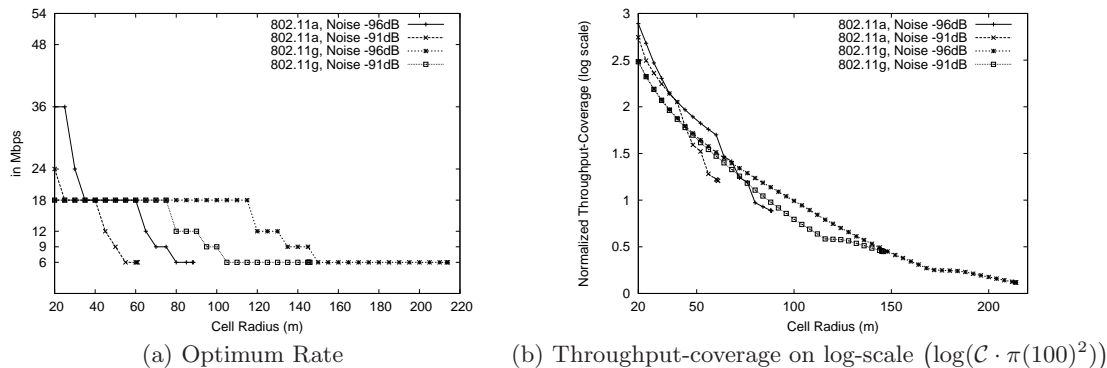 in Mbps
54
48
36
24
18
12
9
6
20 40 60 80 100 120 140 160 180 200 220
Cell Radius (m)
802.11a, Noise -96dB
802.11a, Noise -91dB
802.11g, Noise -96dB
802.11g, Noise -91dB
(a) Optimum Rate
Normalized Throughput-Coverage (log scale)
3
2.5
2
1.5
1
0.5
0
20 50 100 150 200
Cell Radius (m)
802.11a, Noise -96dB
802.11a, Noise -91dB
802.11g, Noise -96dB
802.11g, Noise -91dB
(b) Throughput-coverage on log-scale (log(𝒞 · π(100)²))